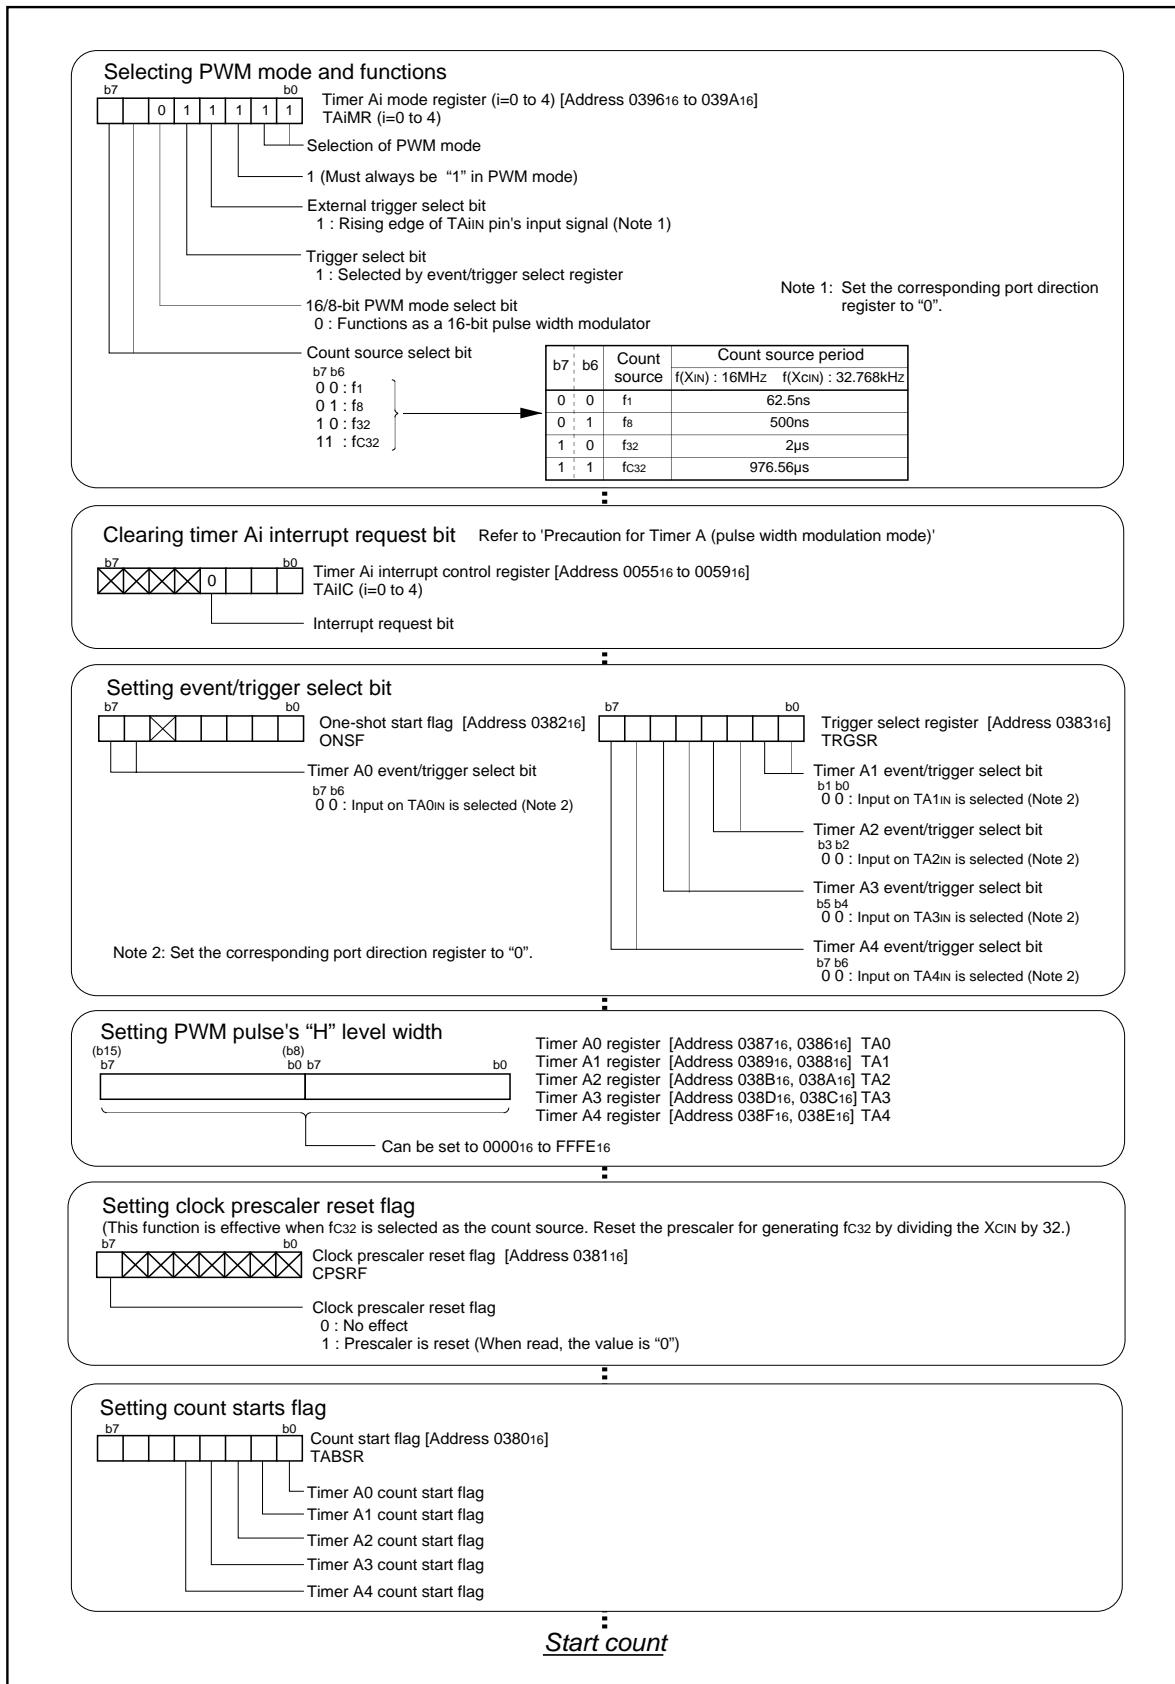 Selecting PWM mode and functions
b7 b0
0 1 1 1 1 1
Timer Ai mode register (i=0 to 4) [Address 039616 to 039A16]
TAiMR (i=0 to 4)
Selection of PWM mode
1 (Must always be “1” in PWM mode)
External trigger select bit
1 : Rising edge of TAiIN pin's input signal (Note 1)
Trigger select bit
1 : Selected by event/trigger select register
Note 1: Set the corresponding port direction
register to “0”.
16/8-bit PWM mode select bit
0 : Functions as a 16-bit pulse width modulator
Count source select bit
b7 b6
0 0 : f1
0 1 : f8
1 0 : f32
11 : fC32
b7 b6 Count source Count source period
f(XIN) : 16MHz f(XCIN) : 32.768kHz
0 0 f1 62.5ns
0 1 f8 500ns
1 0 f32 2µs
1 1 fC32 976.56µs
Clearing timer Ai interrupt request bit Refer to 'Precaution for Timer A (pulse width modulation mode)'
b7 b0
0
Timer Ai interrupt control register [Address 005516 to 005916]
TAiIC (i=0 to 4)
Interrupt request bit
Setting event/trigger select bit
b7 b0
One-shot start flag [Address 038216]
ONSF
Timer A0 event/trigger select bit
b7 b6
0 0 : Input on TA0IN is selected (Note 2)
b7 b0
Trigger select register [Address 038316]
TRGSR
Timer A1 event/trigger select bit
b1 b0
0 0 : Input on TA1IN is selected (Note 2)
Timer A2 event/trigger select bit
b3 b2
0 0 : Input on TA2IN is selected (Note 2)
Timer A3 event/trigger select bit
b5 b4
0 0 : Input on TA3IN is selected (Note 2)
Timer A4 event/trigger select bit
b7 b6
0 0 : Input on TA4IN is selected (Note 2)
Note 2: Set the corresponding port direction register to “0”.
Setting PWM pulse's “H” level width
(b15) (b8)
b7 b0 b7 b0
Timer A0 register [Address 038716, 038616] TA0
Timer A1 register [Address 038916, 038816] TA1
Timer A2 register [Address 038B16, 038A16] TA2
Timer A3 register [Address 038D16, 038C16] TA3
Timer A4 register [Address 038F16, 038E16] TA4
Can be set to 000016 to FFFE16
Setting clock prescaler reset flag
(This function is effective when fC32 is selected as the count source. Reset the prescaler for generating fC32 by dividing the XCIN by 32.)
b7 b0
Clock prescaler reset flag [Address 038116]
CPSRF
Clock prescaler reset flag
0 : No effect
1 : Prescaler is reset (When read, the value is “0”)
Setting count starts flag
b7 b0
Count start flag [Address 038016]
TABSR
Timer A0 count start flag
Timer A1 count start flag
Timer A2 count start flag
Timer A3 count start flag
Timer A4 count start flag
Start count